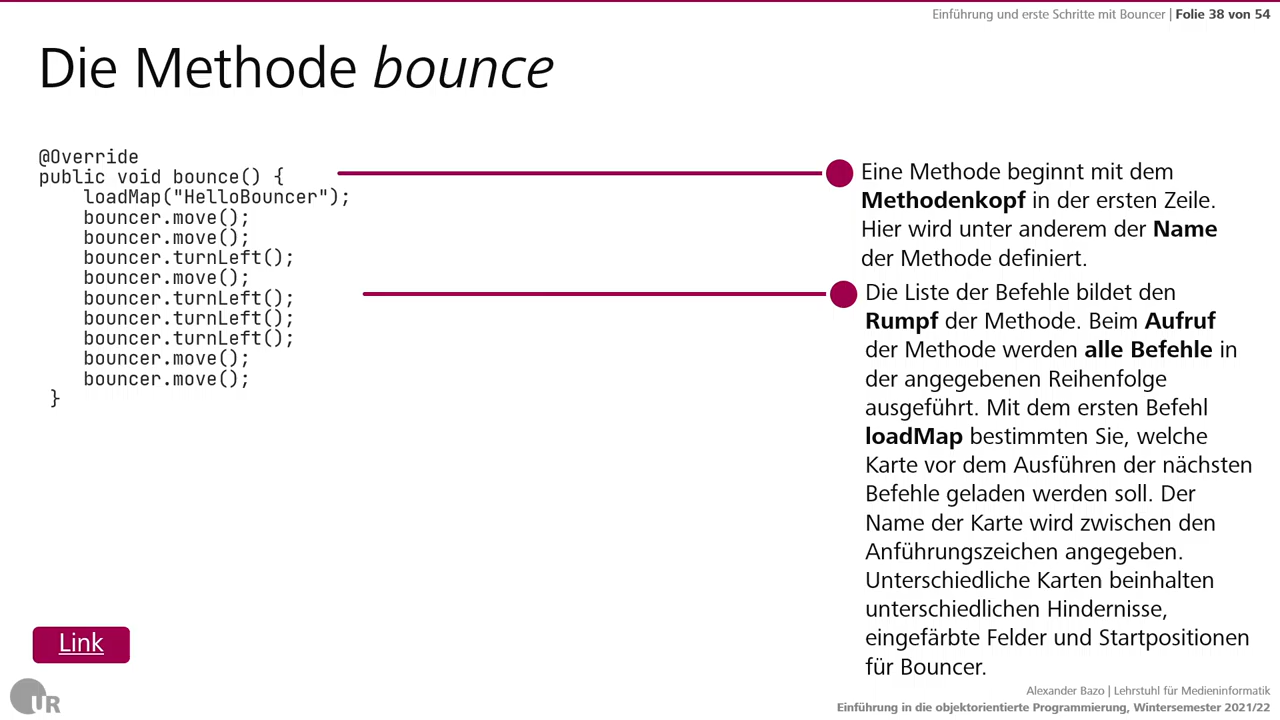 Einführung und erste Schritte mit Bouncer | Folie 38 von 54
Die Methode bounce
@Override
public void bounce() {
    loadMap("HelloBouncer");
    bouncer.move();
    bouncer.move();
    bouncer.turnLeft();
    bouncer.move();
    bouncer.turnLeft();
    bouncer.turnLeft();
    bouncer.turnLeft();
    bouncer.move();
    bouncer.move();
 }
Eine Methode beginnt mit dem
Methodenkopf in der ersten Zeile.
Hier wird unter anderem der Name
der Methode definiert.
Die Liste der Befehle bildet den
Rumpf der Methode. Beim Aufruf
der Methode werden alle Befehle in
der angegebenen Reihenfolge
ausgeführt. Mit dem ersten Befehl
loadMap bestimmten Sie, welche
Karte vor dem Ausführen der nächsten
Befehle geladen werden soll. Der
Name der Karte wird zwischen den
Anführungszeichen angegeben.
Unterschiedliche Karten beinhalten
unterschiedlichen Hindernisse,
eingefärbte Felder und Startpositionen
für Bouncer.
Link
UR
Alexander Bazo | Lehrstuhl für Medieninformatik
Einführung in die objektorientierte Programmierung, Wintersemester 2021/22